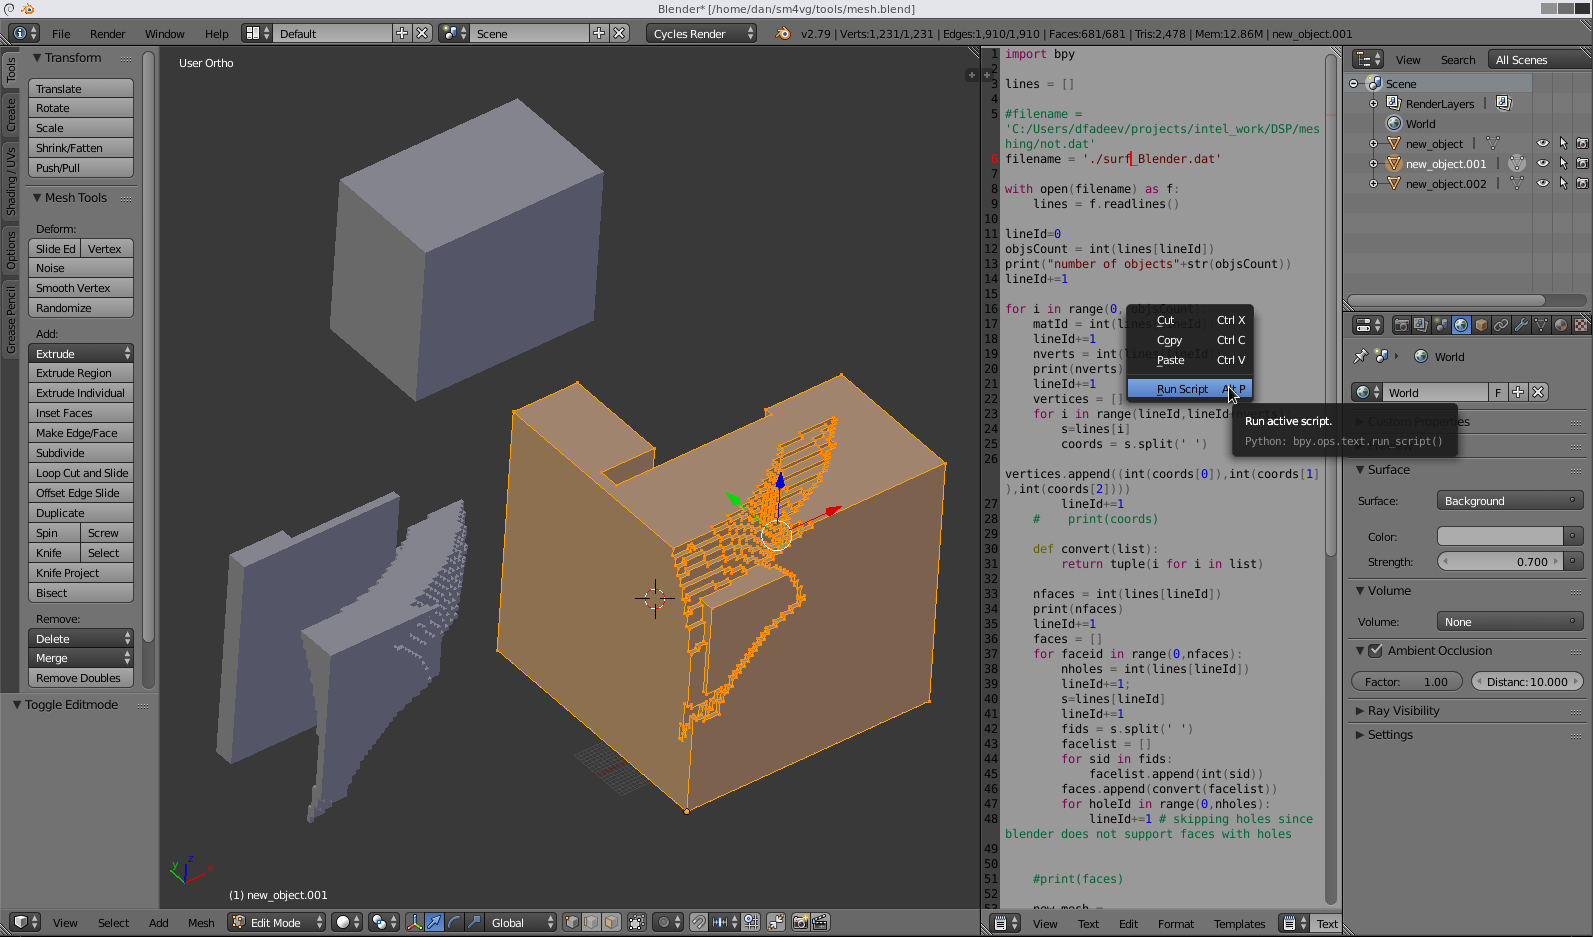 Blender* [/home/dan/sm4vg/tools/mesh.blend]
File Render Window Help Default Scene Cycles Render v2.79 | Verts:1,231/1,231 | Edges:1,910/1,910 | Faces:681/681 | Tris:2,478 | Mem:12.86M | new_object.001
Tools
Create
Shading / UVs
Options
Grease Pencil
Transform
Translate
Rotate
Scale
Shrink/Fatten
Push/Pull
Mesh Tools
Deform:
Slide Ed Vertex
Noise
Smooth Vertex
Randomize
Add:
Extrude
Extrude Region
Extrude Individual
Inset Faces
Make Edge/Face
Subdivide
Loop Cut and Slide
Offset Edge Slide
Duplicate
Spin Screw
Knife Select
Knife Project
Bisect
Remove:
Delete
Merge
Remove Doubles
Toggle Editmode
User Ortho
y z x
(1) new_object.001
View Select Add Mesh Edit Mode Global
1 import bpy
2
3 lines = []
4
5 #filename =
'C:/Users/dfadeev/projects/intel_work/DSP/mes
hing/not.dat'
6 filename = './surf_Blender.dat'
7
8 with open(filename) as f:
9 lines = f.readlines()
10
11 lineId=0
12 objsCount = int(lines[lineId])
13 print("number of objects"+str(objsCount))
14 lineId+=1
15
16 for i in range(0, objsCount):
17 matId = int(lines
18 lineId+=1
19 nverts = int(
20 print(nverts)
21 lineId+=1
22 vertices = []
23 for i in range(lineId,lineId
24 s=lines[i]
25 coords = s.split(' ')
26
vertices.append((int(coords[0]),int(coords[1]
),int(coords[2])))
27 lineId+=1
28 # print(coords)
29
30 def convert(list):
31 return tuple(i for i in list)
32
33 nfaces = int(lines[lineId])
34 print(nfaces)
35 lineId+=1
36 faces = []
37 for faceid in range(0,nfaces):
38 nholes = int(lines[lineId])
39 lineId+=1;
40 s=lines[lineId]
41 lineId+=1
42 fids = s.split(' ')
43 facelist = []
44 for sid in fids:
45 facelist.append(int(sid))
46 faces.append(convert(facelist))
47 for holeId in range(0,nholes):
48 lineId+=1 # skipping holes since
blender does not support faces with holes
49
50
51 #print(faces)
52
new_mesh =
Cut Ctrl X
Copy Ctrl C
Paste Ctrl V
Run Script Alt P
Run active script.
Python: bpy.ops.text.run_script()
View Text Edit Format Templates Text
View Search All Scenes
Scene
RenderLayers
World
new_object
new_object.001
new_object.002
World
World F
Custom Properties
Surface
Surface: Background
Color:
Strength: 0.700
Volume
Volume: None
Ambient Occlusion
Factor: 1.00 Distanc: 10.000
Ray Visibility
Settings